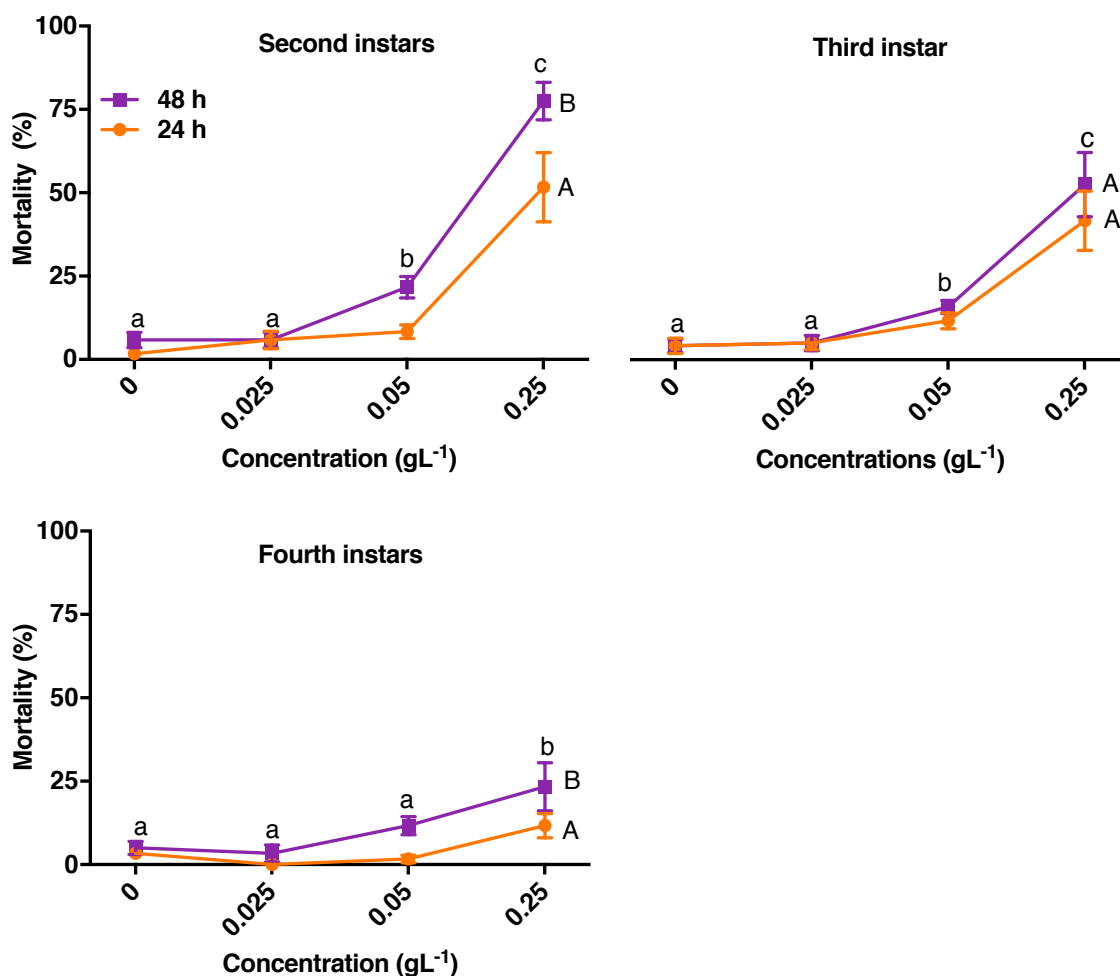 Second instars
Mortality (%)
100
75
50
25
0
48 h
24 h
a
a
b
c
B
A
0
0.025
0.05
0.25
Concentration (gL⁻¹)
Third instar
a
a
b
c
A
A
0
0.025
0.05
0.25
Concentrations (gL⁻¹)
Fourth instars
Mortality (%)
100
75
50
25
0
a
a
a
b
B
A
0
0.025
0.05
0.25
Concentration (gL⁻¹)